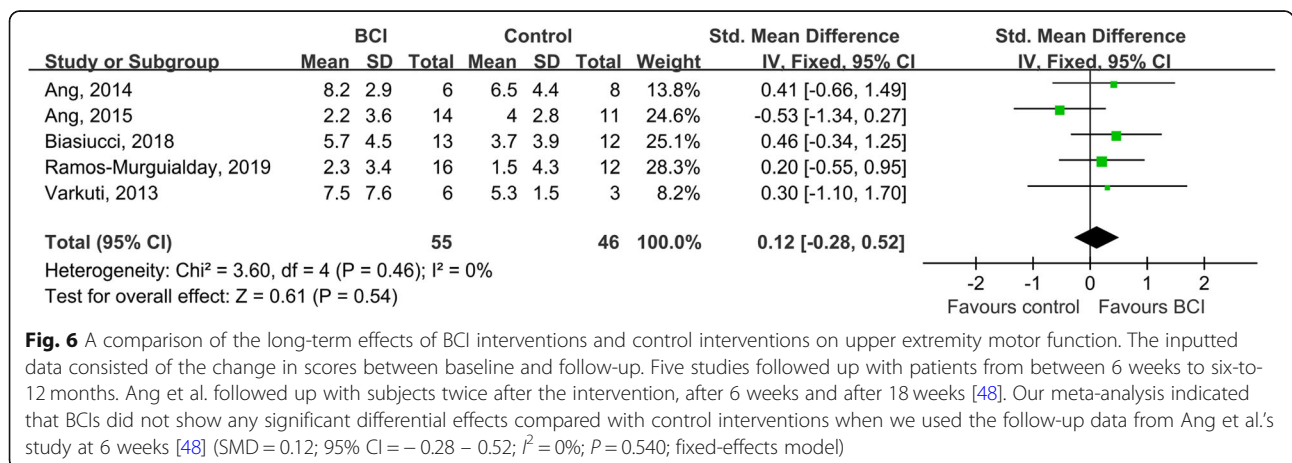 BCI Control Std. Mean Difference Std. Mean Difference
Study or Subgroup Mean SD Total Mean SD Total Weight IV, Fixed, 95% CI IV, Fixed, 95% CI
Ang, 2014 8.2 2.9 6 6.5 4.4 8 13.8% 0.41 [-0.66, 1.49]
Ang, 2015 2.2 3.6 14 4 2.8 11 24.6% -0.53 [-1.34, 0.27]
Biasiucci, 2018 5.7 4.5 13 3.7 3.9 12 25.1% 0.46 [-0.34, 1.25]
Ramos-Murguialday, 2019 2.3 3.4 16 1.5 4.3 12 28.3% 0.20 [-0.55, 0.95]
Varkuti, 2013 7.5 7.6 6 5.3 1.5 3 8.2% 0.30 [-1.10, 1.70]
Total (95% CI) 55 46 100.0% 0.12 [-0.28, 0.52]
Heterogeneity: Chi² = 3.60, df = 4 (P = 0.46); I² = 0%
Test for overall effect: Z = 0.61 (P = 0.54)
-2 -1 0 1 2
Favours control Favours BCI
Fig. 6 A comparison of the long-term effects of BCI interventions and control interventions on upper extremity motor function. The inputted
data consisted of the change in scores between baseline and follow-up. Five studies followed up with patients from between 6 weeks to six-to-
12 months. Ang et al. followed up with subjects twice after the intervention, after 6 weeks and after 18 weeks [48]. Our meta-analysis indicated
that BCIs did not show any significant differential effects compared with control interventions when we used the follow-up data from Ang et al.'s
study at 6 weeks [48] (SMD = 0.12; 95% CI = − 0.28 – 0.52; I² = 0%; P = 0.540; fixed-effects model)